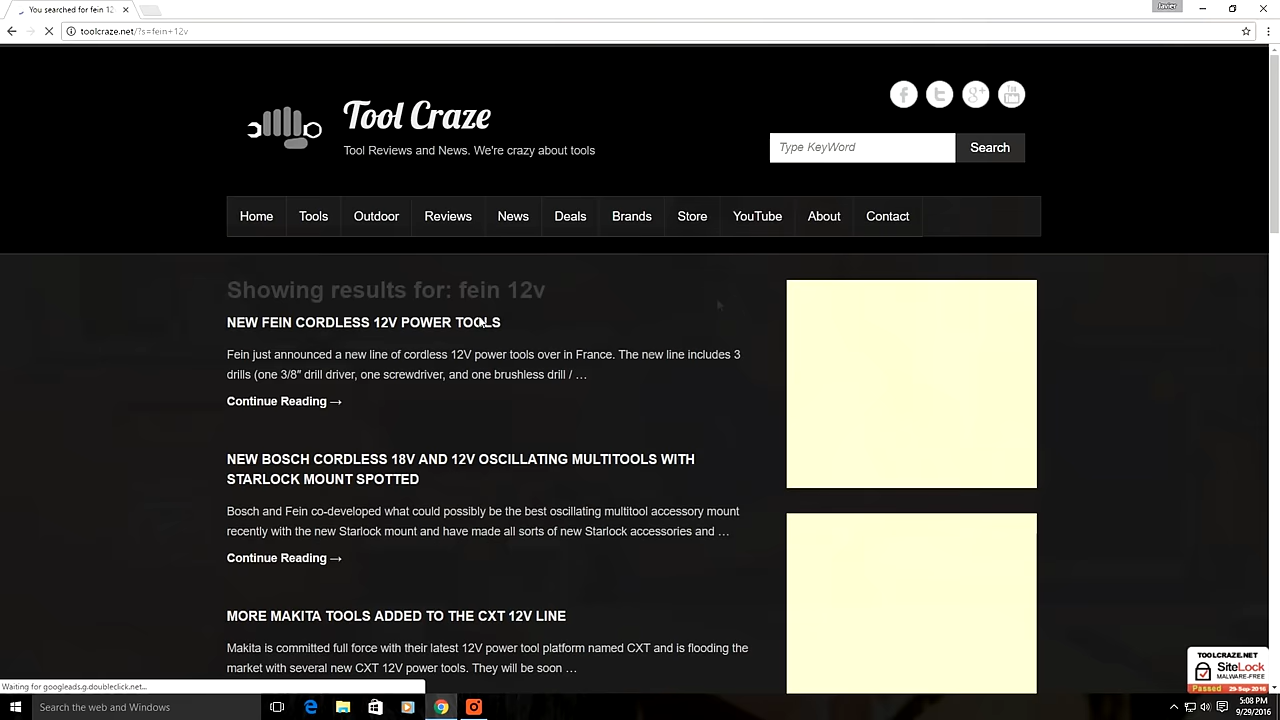 You searched for fein 12
Javier
toolcraze.net/?s=fein+12v
Tool Craze
Tool Reviews and News. We're crazy about tools
Type KeyWord
Search
Home Tools Outdoor Reviews News Deals Brands Store YouTube About Contact
Showing results for: fein 12v
NEW FEIN CORDLESS 12V POWER TOOLS
Fein just announced a new line of cordless 12V power tools over in France. The new line includes 3
drills (one 3/8″ drill driver, one screwdriver, and one brushless drill / …
Continue Reading →
NEW BOSCH CORDLESS 18V AND 12V OSCILLATING MULTITOOLS WITH
STARLOCK MOUNT SPOTTED
Bosch and Fein co-developed what could possibly be the best oscillating multitool accessory mount
recently with the new Starlock mount and have made all sorts of new Starlock accessories and …
Continue Reading →
MORE MAKITA TOOLS ADDED TO THE CXT 12V LINE
Makita is committed full force with their latest 12V power tool platform named CXT and is flooding the
market with several new CXT 12V power tools. They will be soon …
TOOLCRAZE.NET
SiteLock
MALWARE-FREE
Passed 29-Sep-2016
Waiting for googleads.g.doubleclick.net...
Search the web and Windows
5:08 PM
9/29/2016